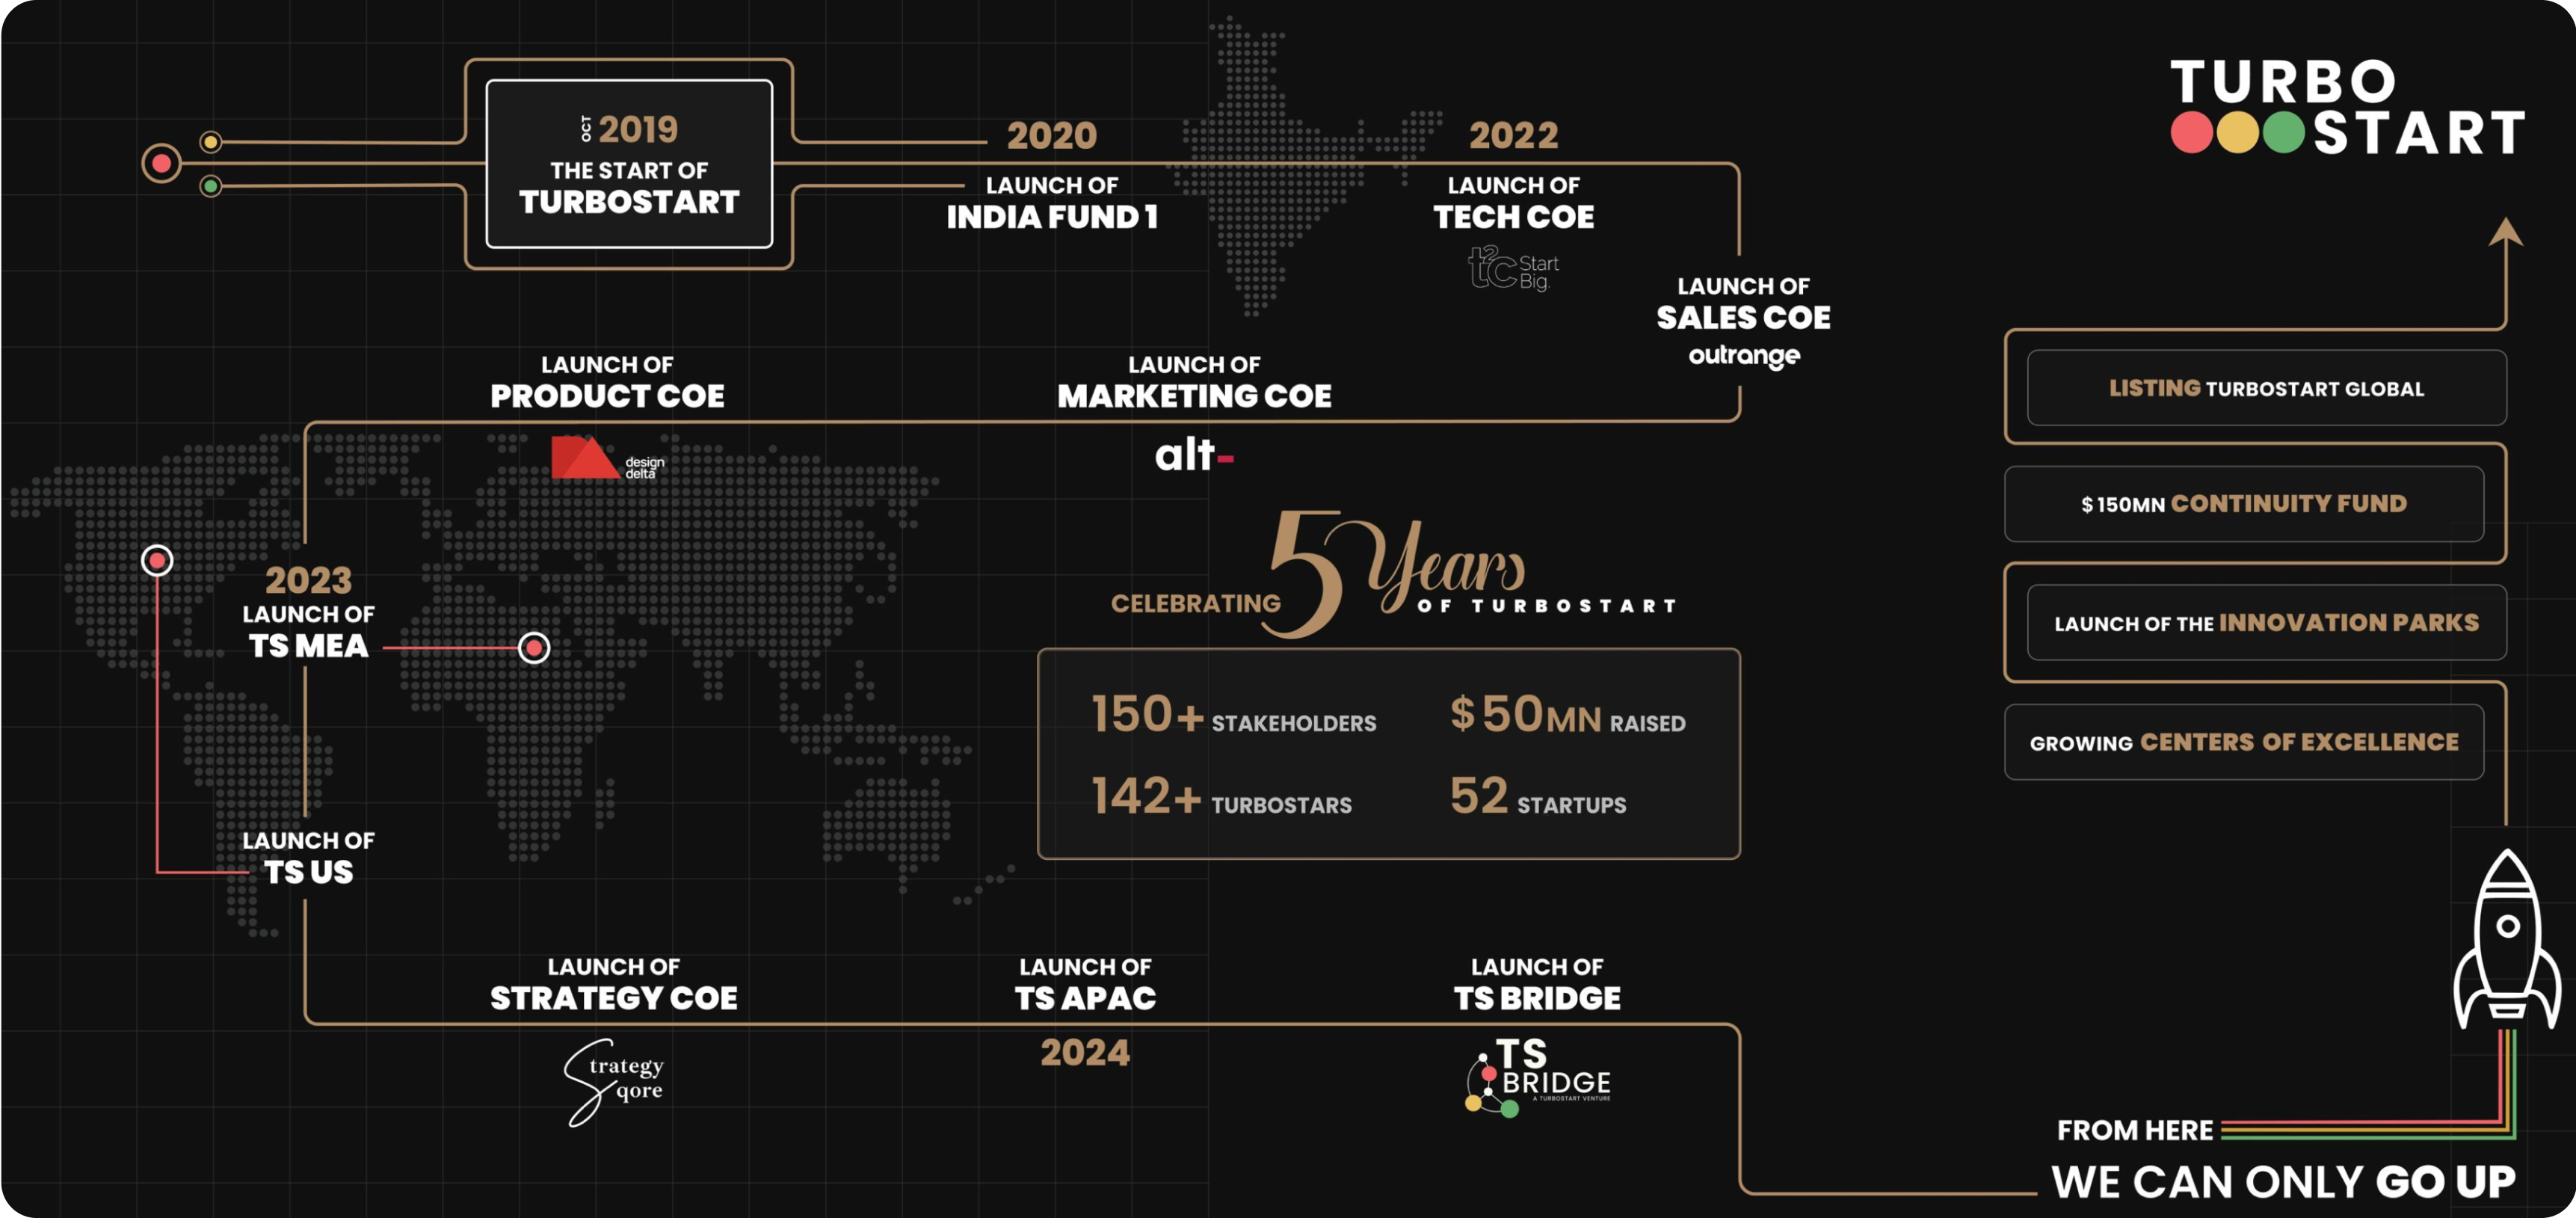 OCT 2019
THE START OF
TURBOSTART
2020
LAUNCH OF
INDIA FUND 1
2022
LAUNCH OF
TECH COE
t2c Start
Big.
TURBO
START
LAUNCH OF
SALES COE
outrange
LAUNCH OF
MARKETING COE
alt-
LAUNCH OF
PRODUCT COE
design
delta
2023
LAUNCH OF
TS MEA
LAUNCH OF
TS US
CELEBRATING 5 Years
OF TURBOSTART
150+ STAKEHOLDERS
$50MN RAISED
142+ TURBOSTARS
52 STARTUPS
LAUNCH OF
STRATEGY COE
Strategy
qore
LAUNCH OF
TS APAC
2024
LAUNCH OF
TS BRIDGE
TS
BRIDGE
A TURBOSTART VENTURE
LISTING TURBOSTART GLOBAL
$150MN CONTINUITY FUND
LAUNCH OF THE INNOVATION PARKS
GROWING CENTERS OF EXCELLENCE
FROM HERE
WE CAN ONLY GO UP